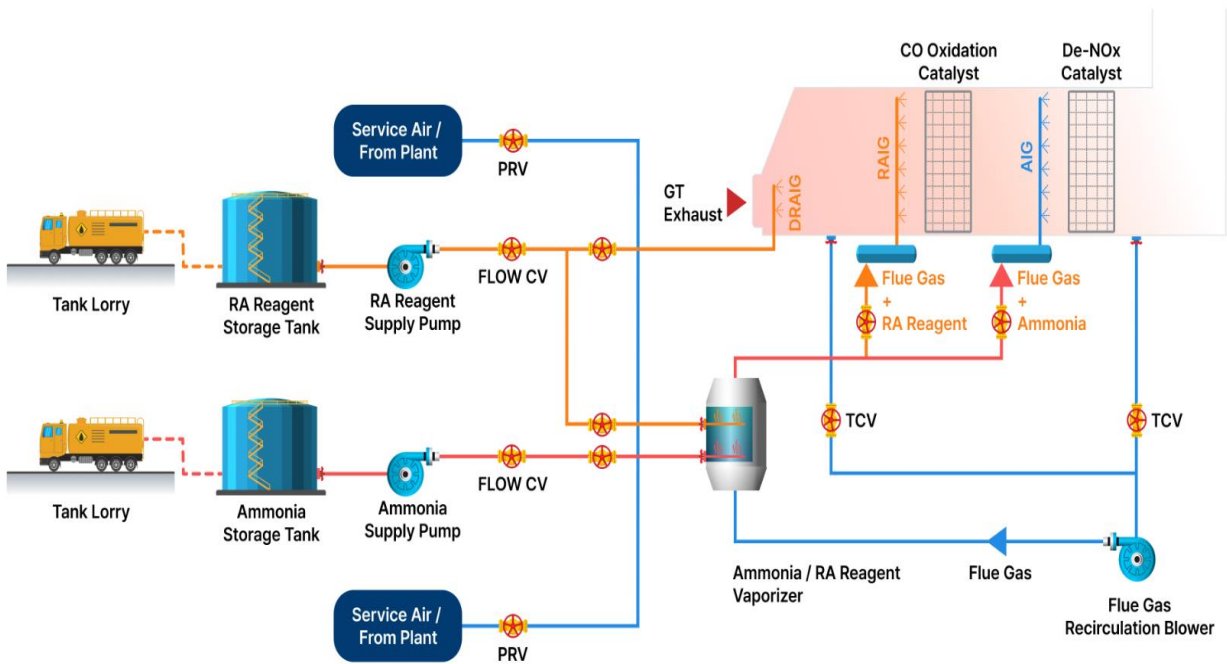 CO Oxidation
Catalyst
De-NOx
Catalyst
Service Air /
From Plant
PRV
RAIG
AIG
GT
Exhaust
DRAIG
Tank Lorry
RA Reagent
Storage Tank
RA Reagent
Supply Pump
FLOW CV
Flue Gas
+
RA Reagent
Flue Gas
+
Ammonia
TCV
TCV
Tank Lorry
Ammonia
Storage Tank
Ammonia
Supply Pump
FLOW CV
Ammonia / RA Reagent
Vaporizer
Flue Gas
Flue Gas
Recirculation Blower
Service Air /
From Plant
PRV